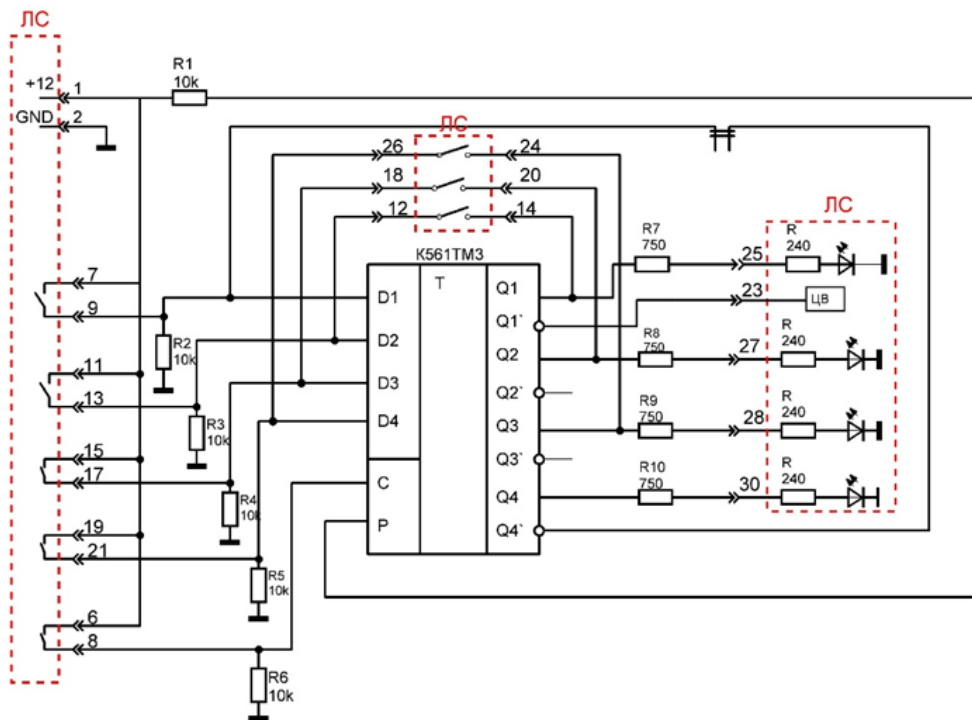 ЛС
+12
1
GND
2
R1
10k
ЛС
26
24
18
20
12
14
К561ТМ3
T
D1
D2
D3
D4
C
P
Q1
Q1`
Q2
Q2`
Q3
Q3`
Q4
Q4`
7
9
R2
10k
11
13
R3
10k
15
17
R4
10k
19
21
R5
10k
6
8
R6
10k
ЛС
R7
750
25
R
240
23
ЦВ
R8
750
27
R
240
R9
750
28
R
240
R10
750
30
R
240